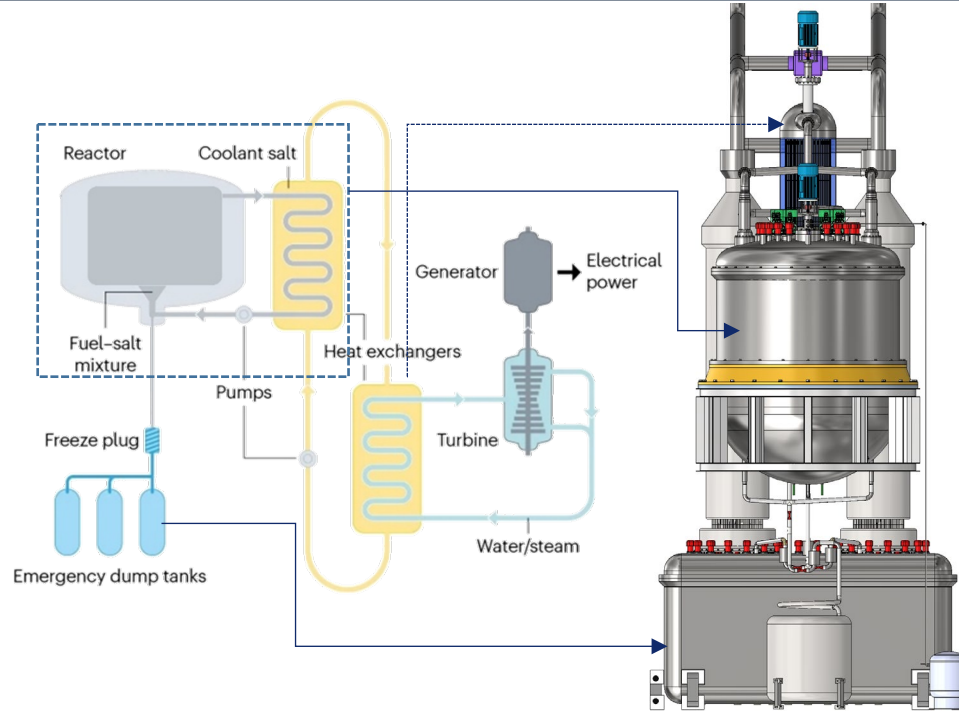 Reactor
Coolant salt
Fuel–salt
mixture
Heat exchangers
Pumps
Generator
Electrical
power
Turbine
Freeze plug
Water/steam
Emergency dump tanks